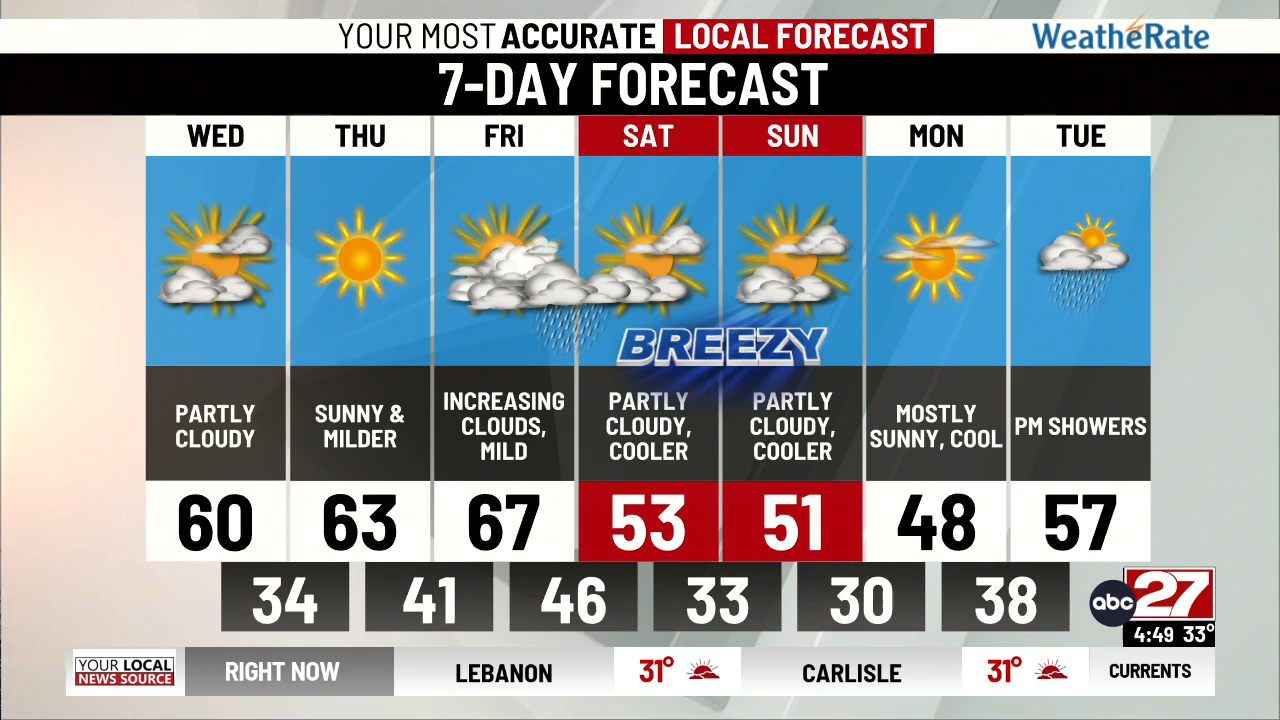 YOUR MOST ACCURATE LOCAL FORECAST
WeatheRate
7-DAY FORECAST
WED THU FRI SAT SUN MON TUE
BREEZY
PARTLY
CLOUDY
SUNNY &
MILDER
INCREASING
CLOUDS,
MILD
PARTLY
CLOUDY,
COOLER
PARTLY
CLOUDY,
COOLER
MOSTLY
SUNNY, COOL
PM SHOWERS
60 63 67 53 51 48 57
34 41 46 33 30 38
abc 27
4:49 33°
YOUR LOCAL
NEWS SOURCE
RIGHT NOW LEBANON 31° CARLISLE 31° CURRENTS